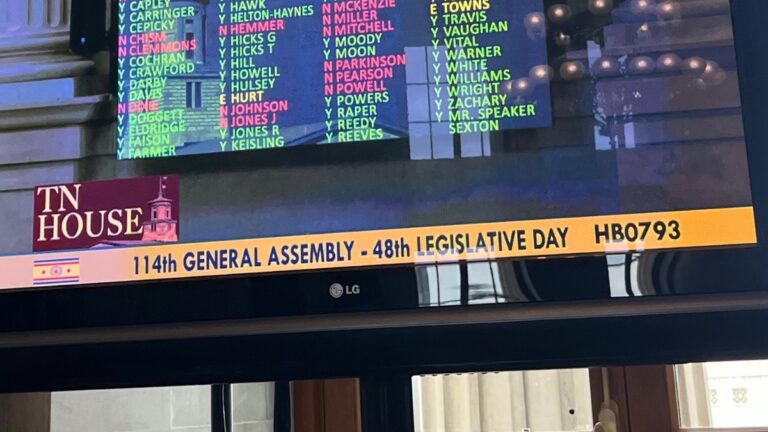 Y CAPLEY
Y CARRINGER
Y CEPICKY
N CHISM
N CLEMMONS
Y COCHRAN
Y CRAWFORD
Y DARBY
Y DAVIS
N DIXIE
Y DOGGETT
Y ELDRIDGE
Y FAISON
Y FARMER
Y HAWK
Y HELTON-HAYNES
N HEMMER
Y HICKS G
Y HICKS T
Y HILL
Y HOWELL
Y HULSEY
E HURT
N JOHNSON
N JONES J
Y JONES R
Y KEISLING
N MCKENZIE
N MILLER
N MITCHELL
Y MOODY
Y MOON
N PARKINSON
N PEARSON
N POWELL
Y POWERS
Y RAPER
Y REEDY
Y REEVES
E TOWNS
Y TRAVIS
Y VAUGHAN
Y VITAL
Y WARNER
Y WHITE
Y WILLIAMS
Y WRIGHT
Y ZACHARY
Y MR. SPEAKER
SEXTON
TN
HOUSE
114th GENERAL ASSEMBLY - 48th LEGISLATIVE DAY HB0793
LG